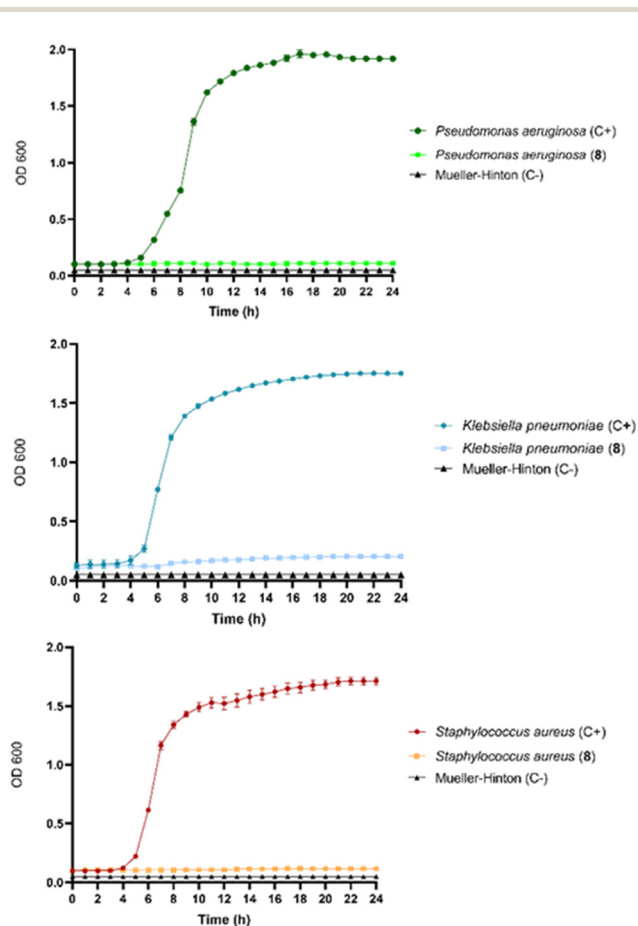 2.0
1.5
1.0
0.5
0.0
OD 600
0 2 4 6 8 10 12 14 16 18 20 22 24
Time (h)
Pseudomonas aeruginosa (C+)
Pseudomonas aeruginosa (8)
Mueller-Hinton (C-)
2.0
1.5
1.0
0.5
0.0
OD 600
0 2 4 6 8 10 12 14 16 18 20 22 24
Time (h)
Klebsiella pneumoniae (C+)
Klebsiella pneumoniae (8)
Mueller-Hinton (C-)
2.0
1.5
1.0
0.5
0.0
OD 600
0 2 4 6 8 10 12 14 16 18 20 22 24
Time (h)
Staphylococcus aureus (C+)
Staphylococcus aureus (8)
Mueller-Hinton (C-)